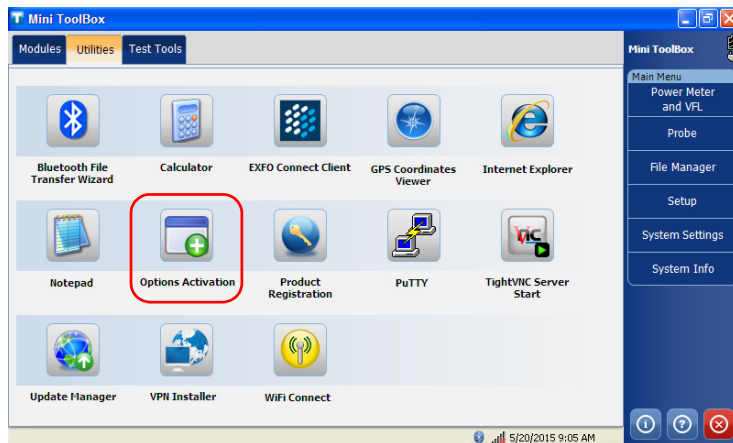 Mini ToolBox
Modules
Utilities
Test Tools
Bluetooth File
Transfer Wizard
Calculator
EXFO Connect Client
GPS Coordinates
Viewer
Internet Explorer
Notepad
Options Activation
Product
Registration
PuTTY
TightVNC Server
Start
Update Manager
VPN Installer
WiFi Connect
5/20/2015 9:05 AM
Mini ToolBox
Main Menu
Power Meter
and VFL
Probe
File Manager
Setup
System Settings
System Info